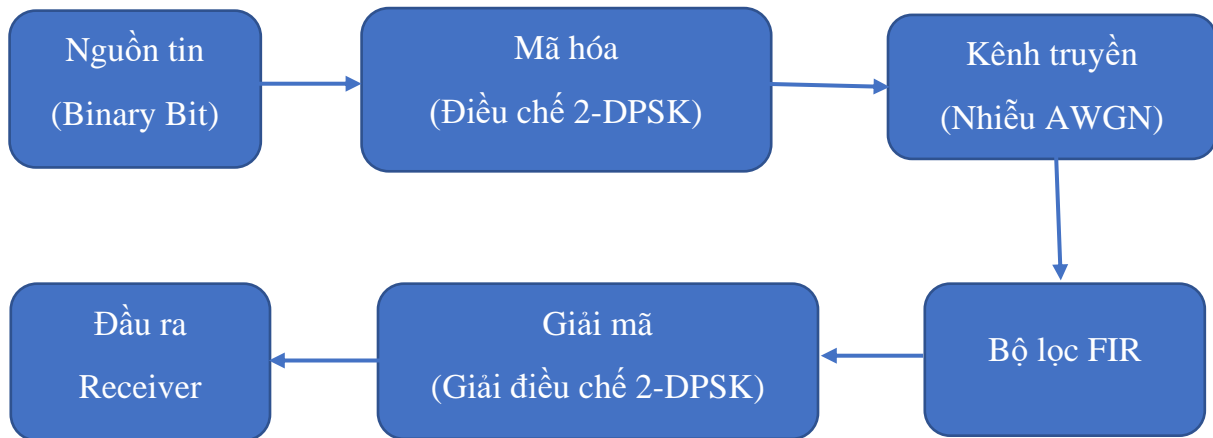 Nguồn tin
(Binary Bit)
Mã hóa
(Điều chế 2-DPSK)
Kênh truyền
(Nhiễu AWGN)
Bộ lọc FIR
Giải mã
(Giải điều chế 2-DPSK)
Đầu ra
Receiver